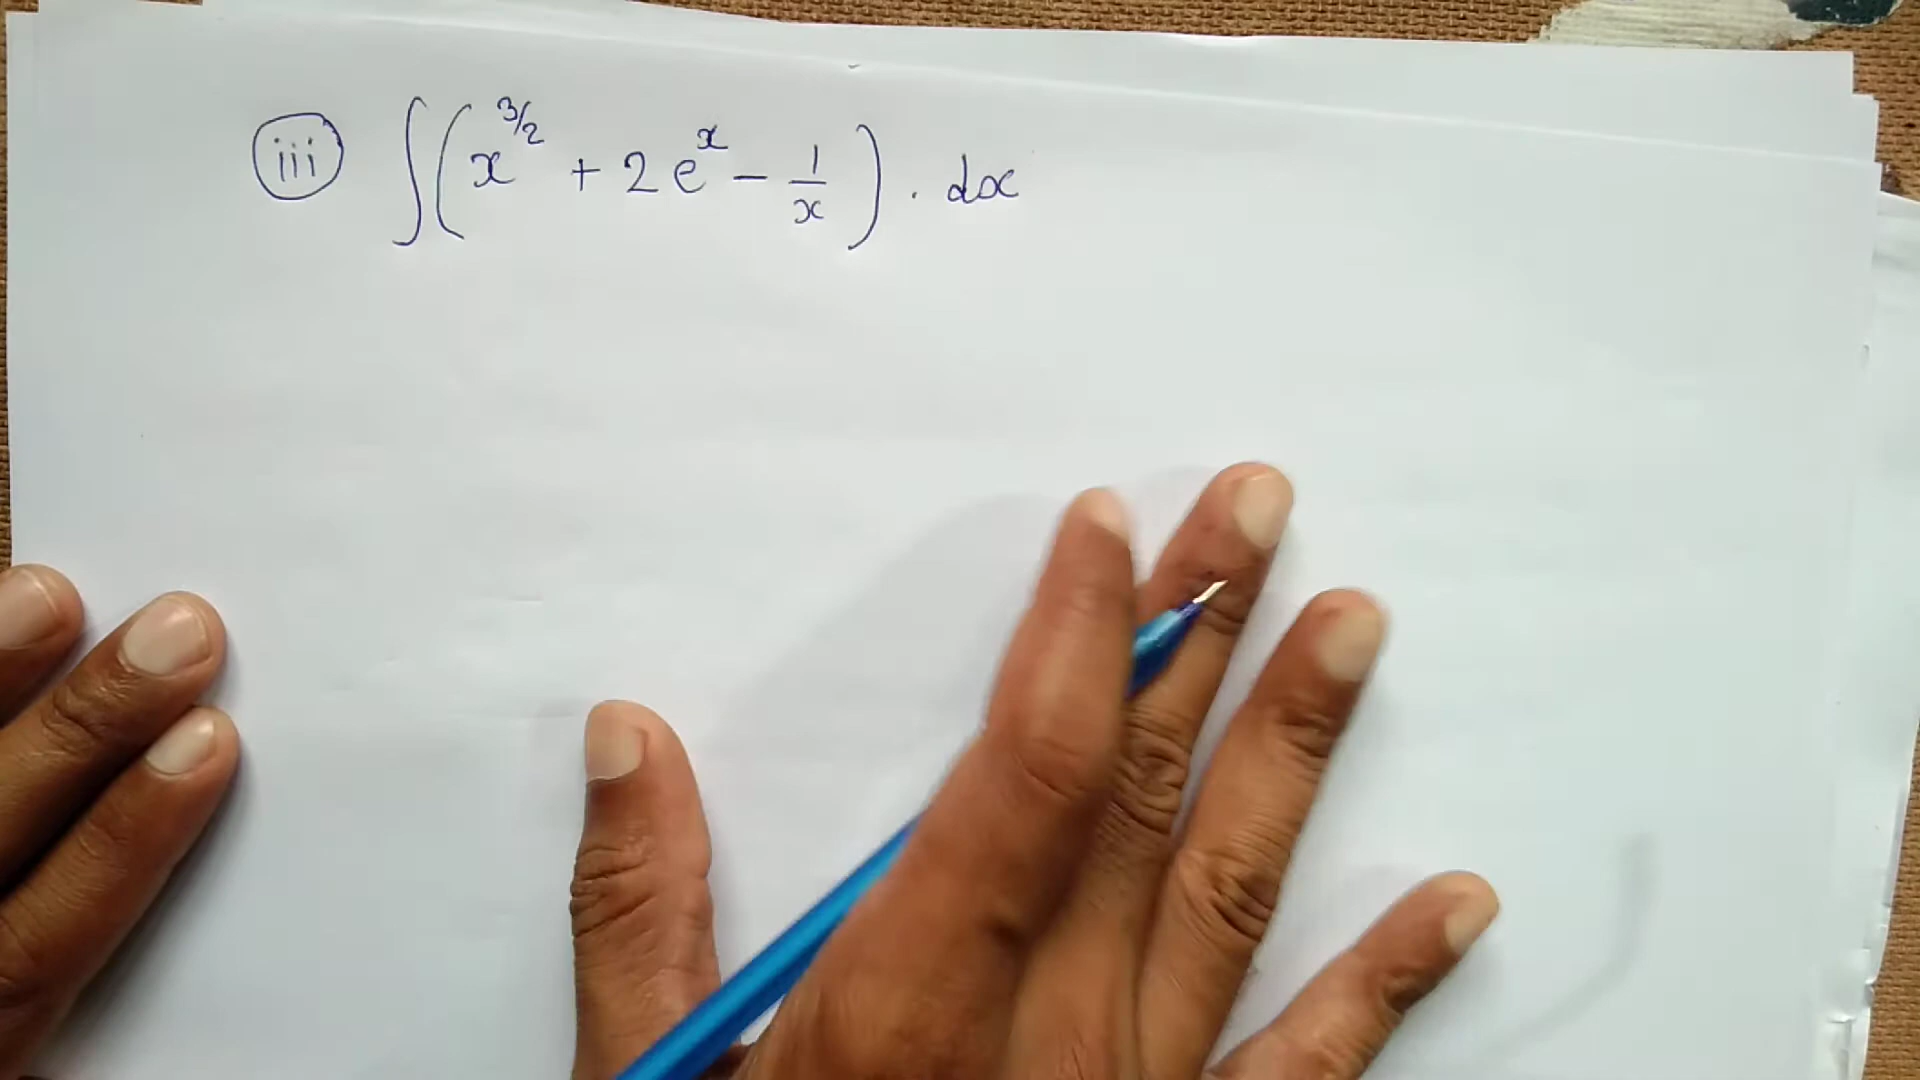 iii ∫(x^{3/2} + 2e^x - 1/x) . dx